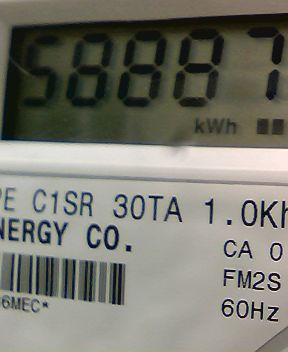 58887
kWh
PE C1SR 30TA 1.0Kh
NERGY CO.
CA 0
FM2S
6MEC*
60Hz